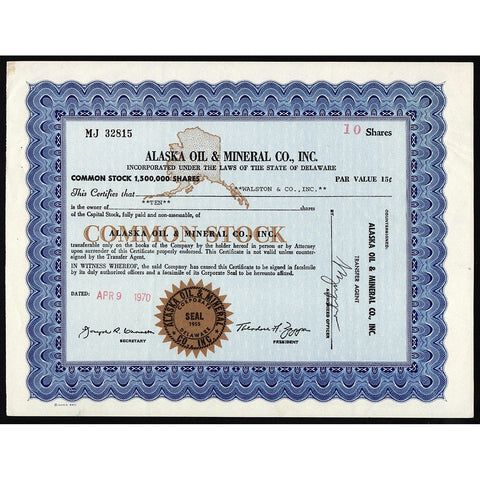 MJ 32815
10 Shares
ALASKA OIL & MINERAL CO., INC.
INCORPORATED UNDER THE LAWS OF THE STATE OF DELAWARE
COMMON STOCK 1,500,000 SHARES
PAR VALUE 15¢
This Certifies that
**WALSTON & CO., INC.**
is the owner of
**TEN**
of the Capital Stock, fully paid and non-assessable, of
COMMON STOCK
ALASKA OIL & MINERAL CO., INC.
transferable only on the books of the Company by the holder hereof in person or by Attorney
upon surrender of this Certificate properly endorsed. This Certificate is not valid unless counter-
signed by the Transfer Agent.
IN WITNESS WHEREOF, the said Company has caused this Certificate to be signed in facsimile
by its duly authorized officers and a facsimile of its Corporate Seal to be hereunto affixed.
DATED:
APR 9 1970
ALASKA OIL & MINERAL CO., INC.
CORPORATE
SEAL
1955
DELAWARE
SECRETARY
PRESIDENT
COUNTERSIGNED:
ALASKA OIL & MINERAL CO., INC.
TRANSFER AGENT
AUTHORIZED OFFICER